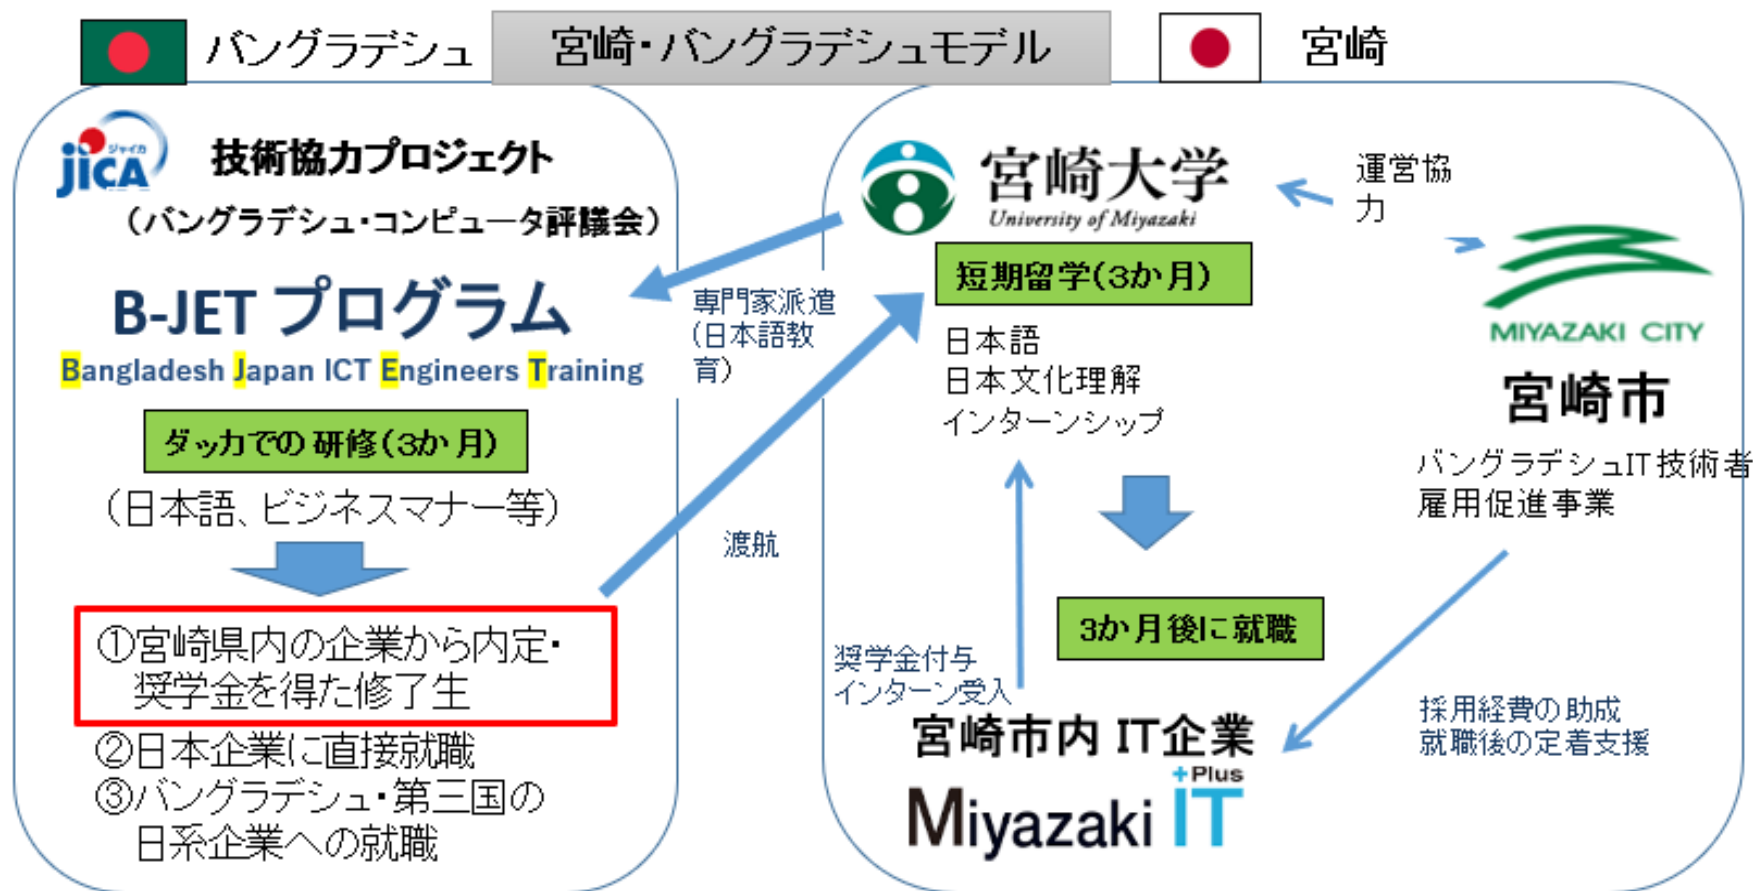 バングラデシュ
宮崎・バングラデシュモデル
宮崎
ジャイカ
jICA
技術協力プロジェクト
（バングラデシュ・コンピュータ評議会）
B-JET プログラム
Bangladesh Japan ICT Engineers Training
ダッカでの研修(3か月)
（日本語、ビジネスマナー等）
①宮崎県内の企業から内定・
奨学金を得た修了生
②日本企業に直接就職
③バングラデシュ・第三国の
日系企業への就職
専門家派遣
(日本語教
育)
渡航
宮崎大学
University of Miyazaki
短期留学(3か月)
日本語
日本文化理解
インターンシップ
3か月後に就職
奨学金付与
インターン受入
宮崎市内 IT企業
+Plus
Miyazaki IT
運営協
力
MIYAZAKI CITY
宮崎市
バングラデシュIT技術者
雇用促進事業
採用経費の助成
就職後の定着支援